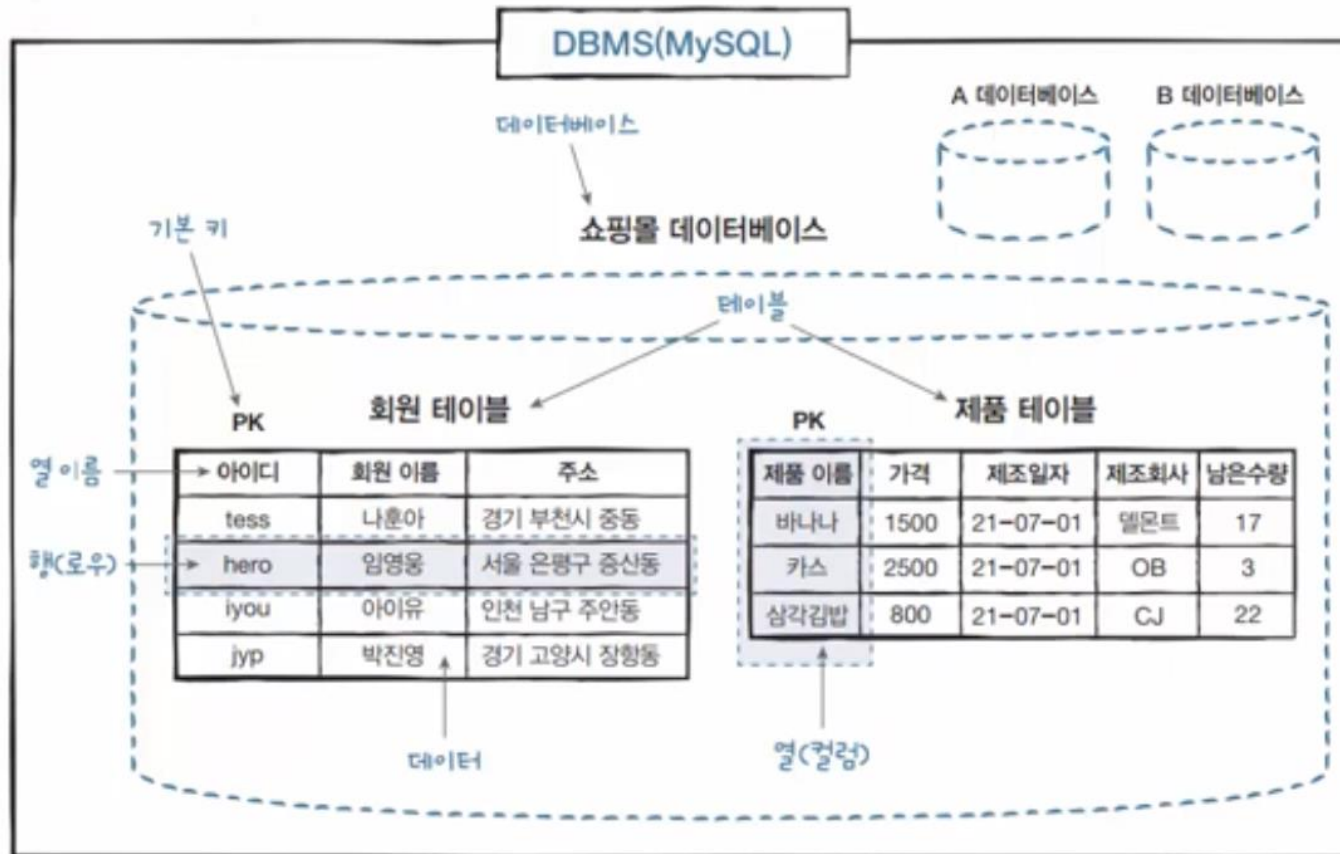 DBMS(MySQL)
A 데이터베이스 B 데이터베이스
데이터베이스
기본 키
쇼핑몰 데이터베이스
테이블
PK 회원 테이블
PK 제품 테이블
열 이름
아이디 회원 이름 주소
tess 나훈아 경기 부천시 중동
행(로우)
hero 임영웅 서울 은평구 증산동
iyou 아이유 인천 남구 주안동
jyp 박진영 경기 고양시 장항동
제품 이름 가격 제조일자 제조회사 남은수량
바나나 1500 21-07-01 델몬트 17
카스 2500 21-07-01 OB 3
삼각김밥 800 21-07-01 CJ 22
데이터
열(컬럼)